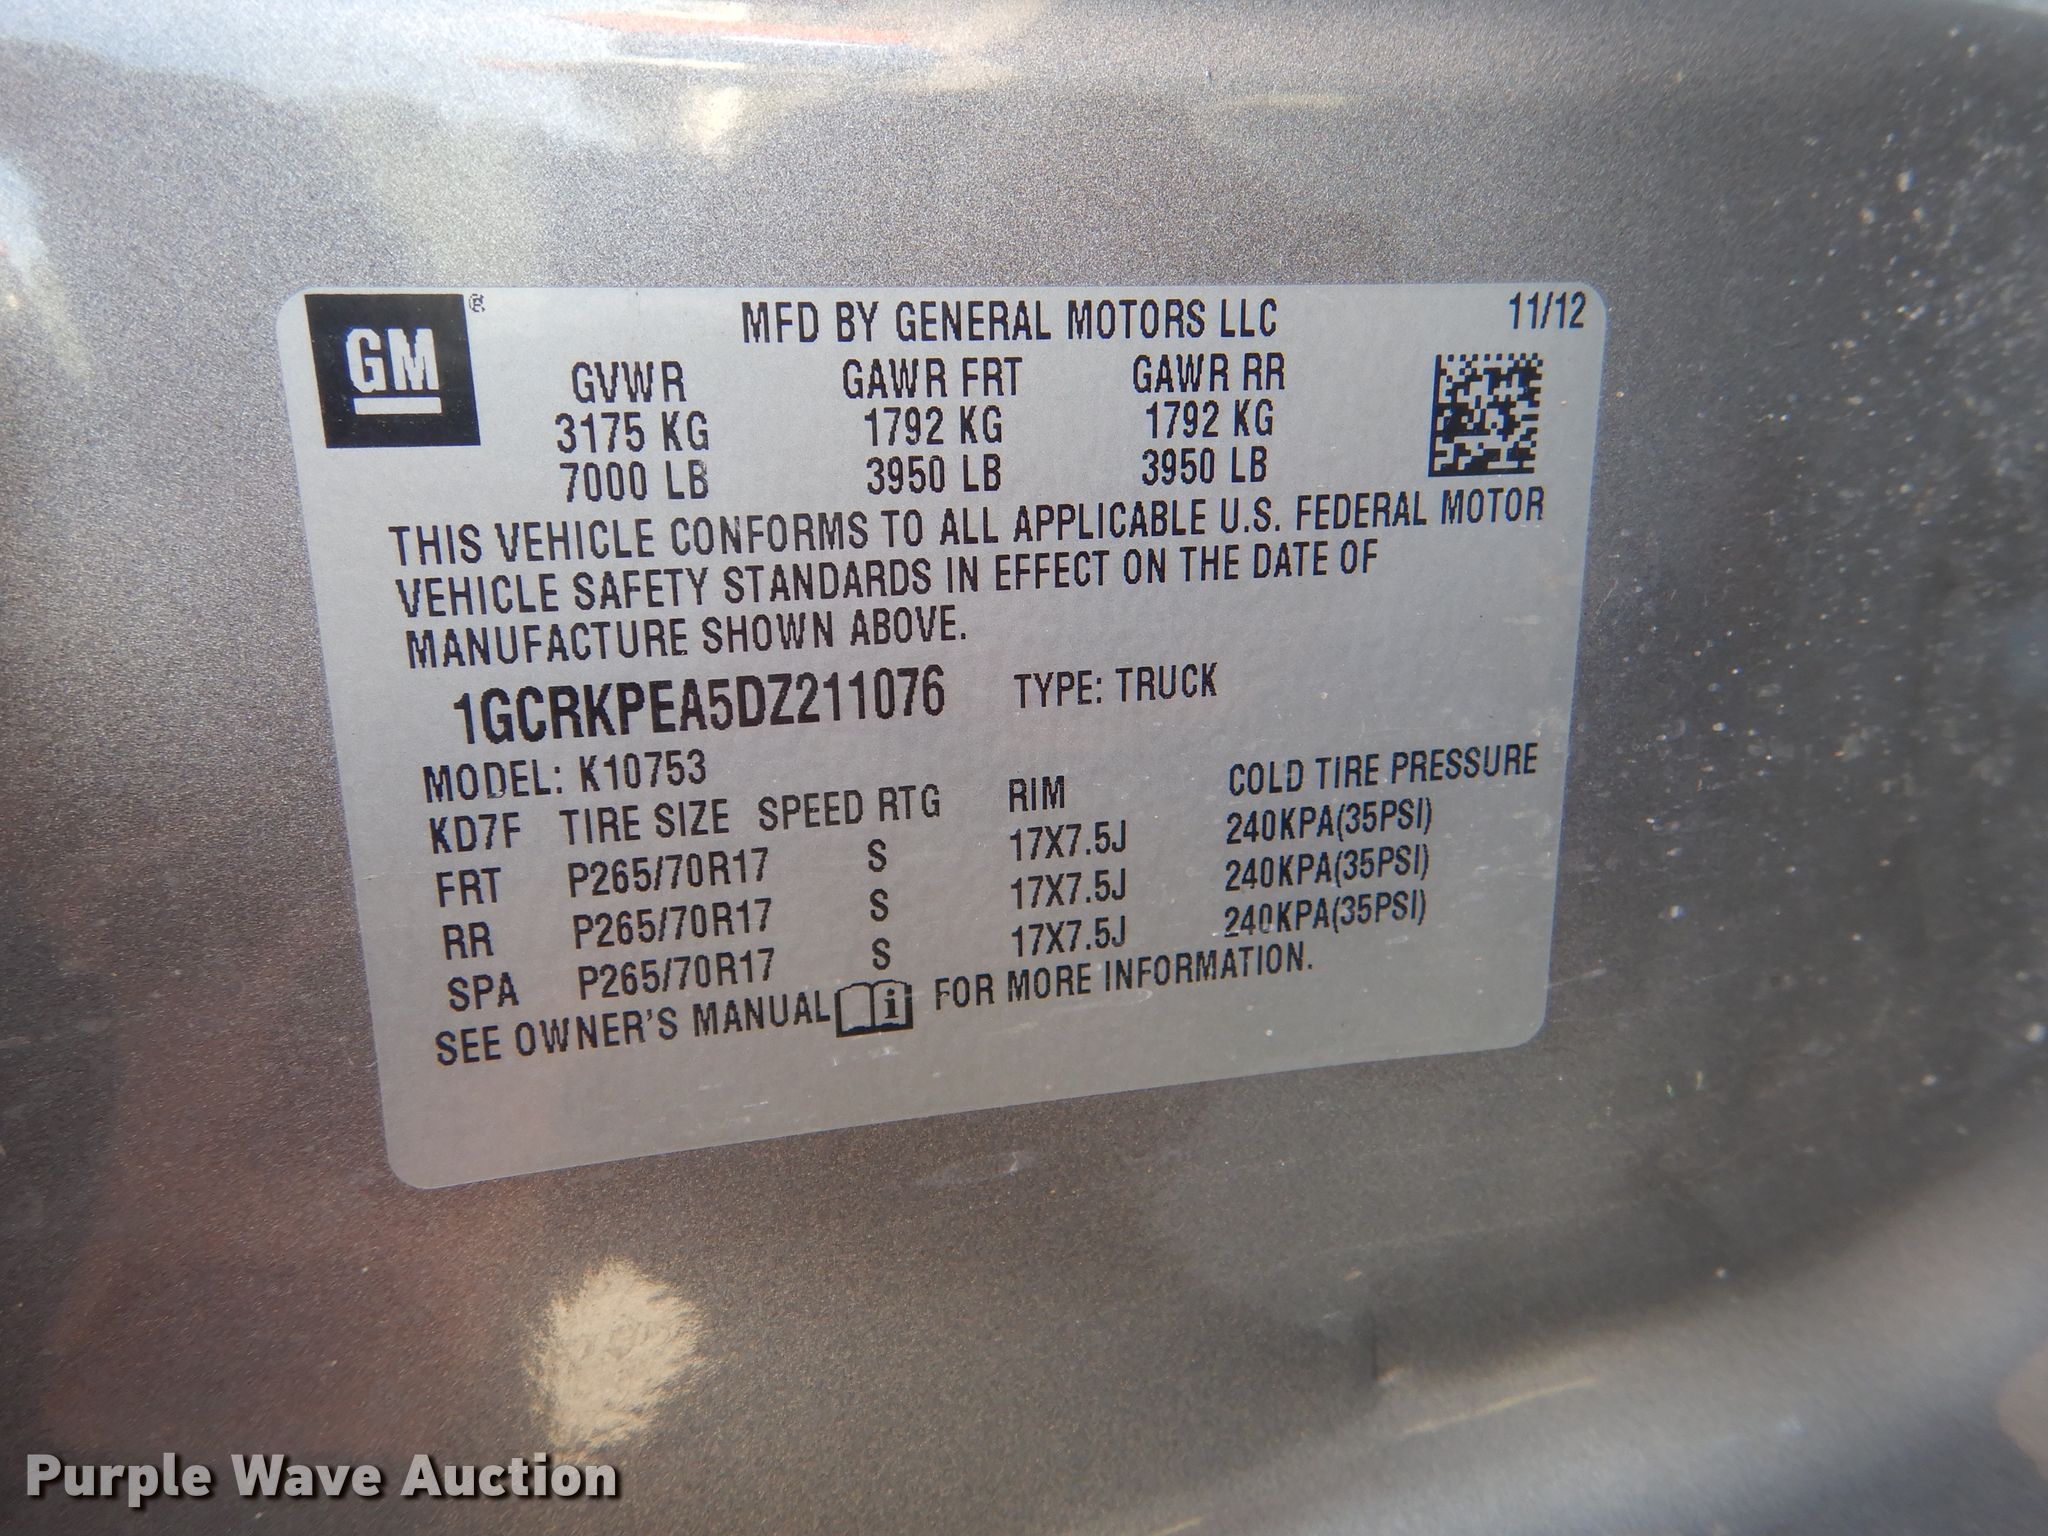 GM ®
MFD BY GENERAL MOTORS LLC 11/12
GVWR GAWR FRT GAWR RR
3175 KG 1792 KG 1792 KG
7000 LB 3950 LB 3950 LB
THIS VEHICLE CONFORMS TO ALL APPLICABLE U.S. FEDERAL MOTOR
VEHICLE SAFETY STANDARDS IN EFFECT ON THE DATE OF
MANUFACTURE SHOWN ABOVE.
1GCRKPEA5DZ211076 TYPE: TRUCK
MODEL: K10753
KD7F TIRE SIZE SPEED RTG RIM COLD TIRE PRESSURE
FRT P265/70R17 S 17X7.5J 240KPA(35PSI)
RR P265/70R17 S 17X7.5J 240KPA(35PSI)
SPA P265/70R17 S 17X7.5J 240KPA(35PSI)
SEE OWNER'S MANUAL i FOR MORE INFORMATION.
Purple Wave Auction